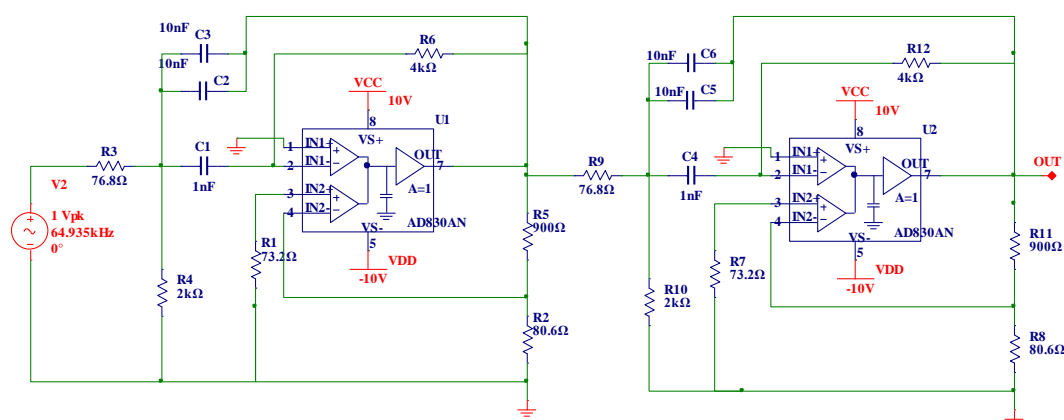 10nF
C3
10nF
C2
R6
4kΩ
VCC
10V
U1
8
VS+
R3
76.8Ω
C1
1nF
1
IN1+
2
IN1-
OUT
7
3
IN2+
4
IN2-
A=1
VS-
AD830AN
5
V2
1 Vpk
64.935kHz
0°
R1
73.2Ω
VDD
-10V
R4
2kΩ
R5
900Ω
R2
80.6Ω
10nF
C6
10nF
C5
R12
4kΩ
VCC
10V
U2
8
VS+
R9
76.8Ω
C4
1nF
1
IN1+
2
IN1-
OUT
7
3
IN2+
4
IN2-
A=1
VS-
AD830AN
5
OUT
R7
73.2Ω
VDD
-10V
R10
2kΩ
R11
900Ω
R8
80.6Ω